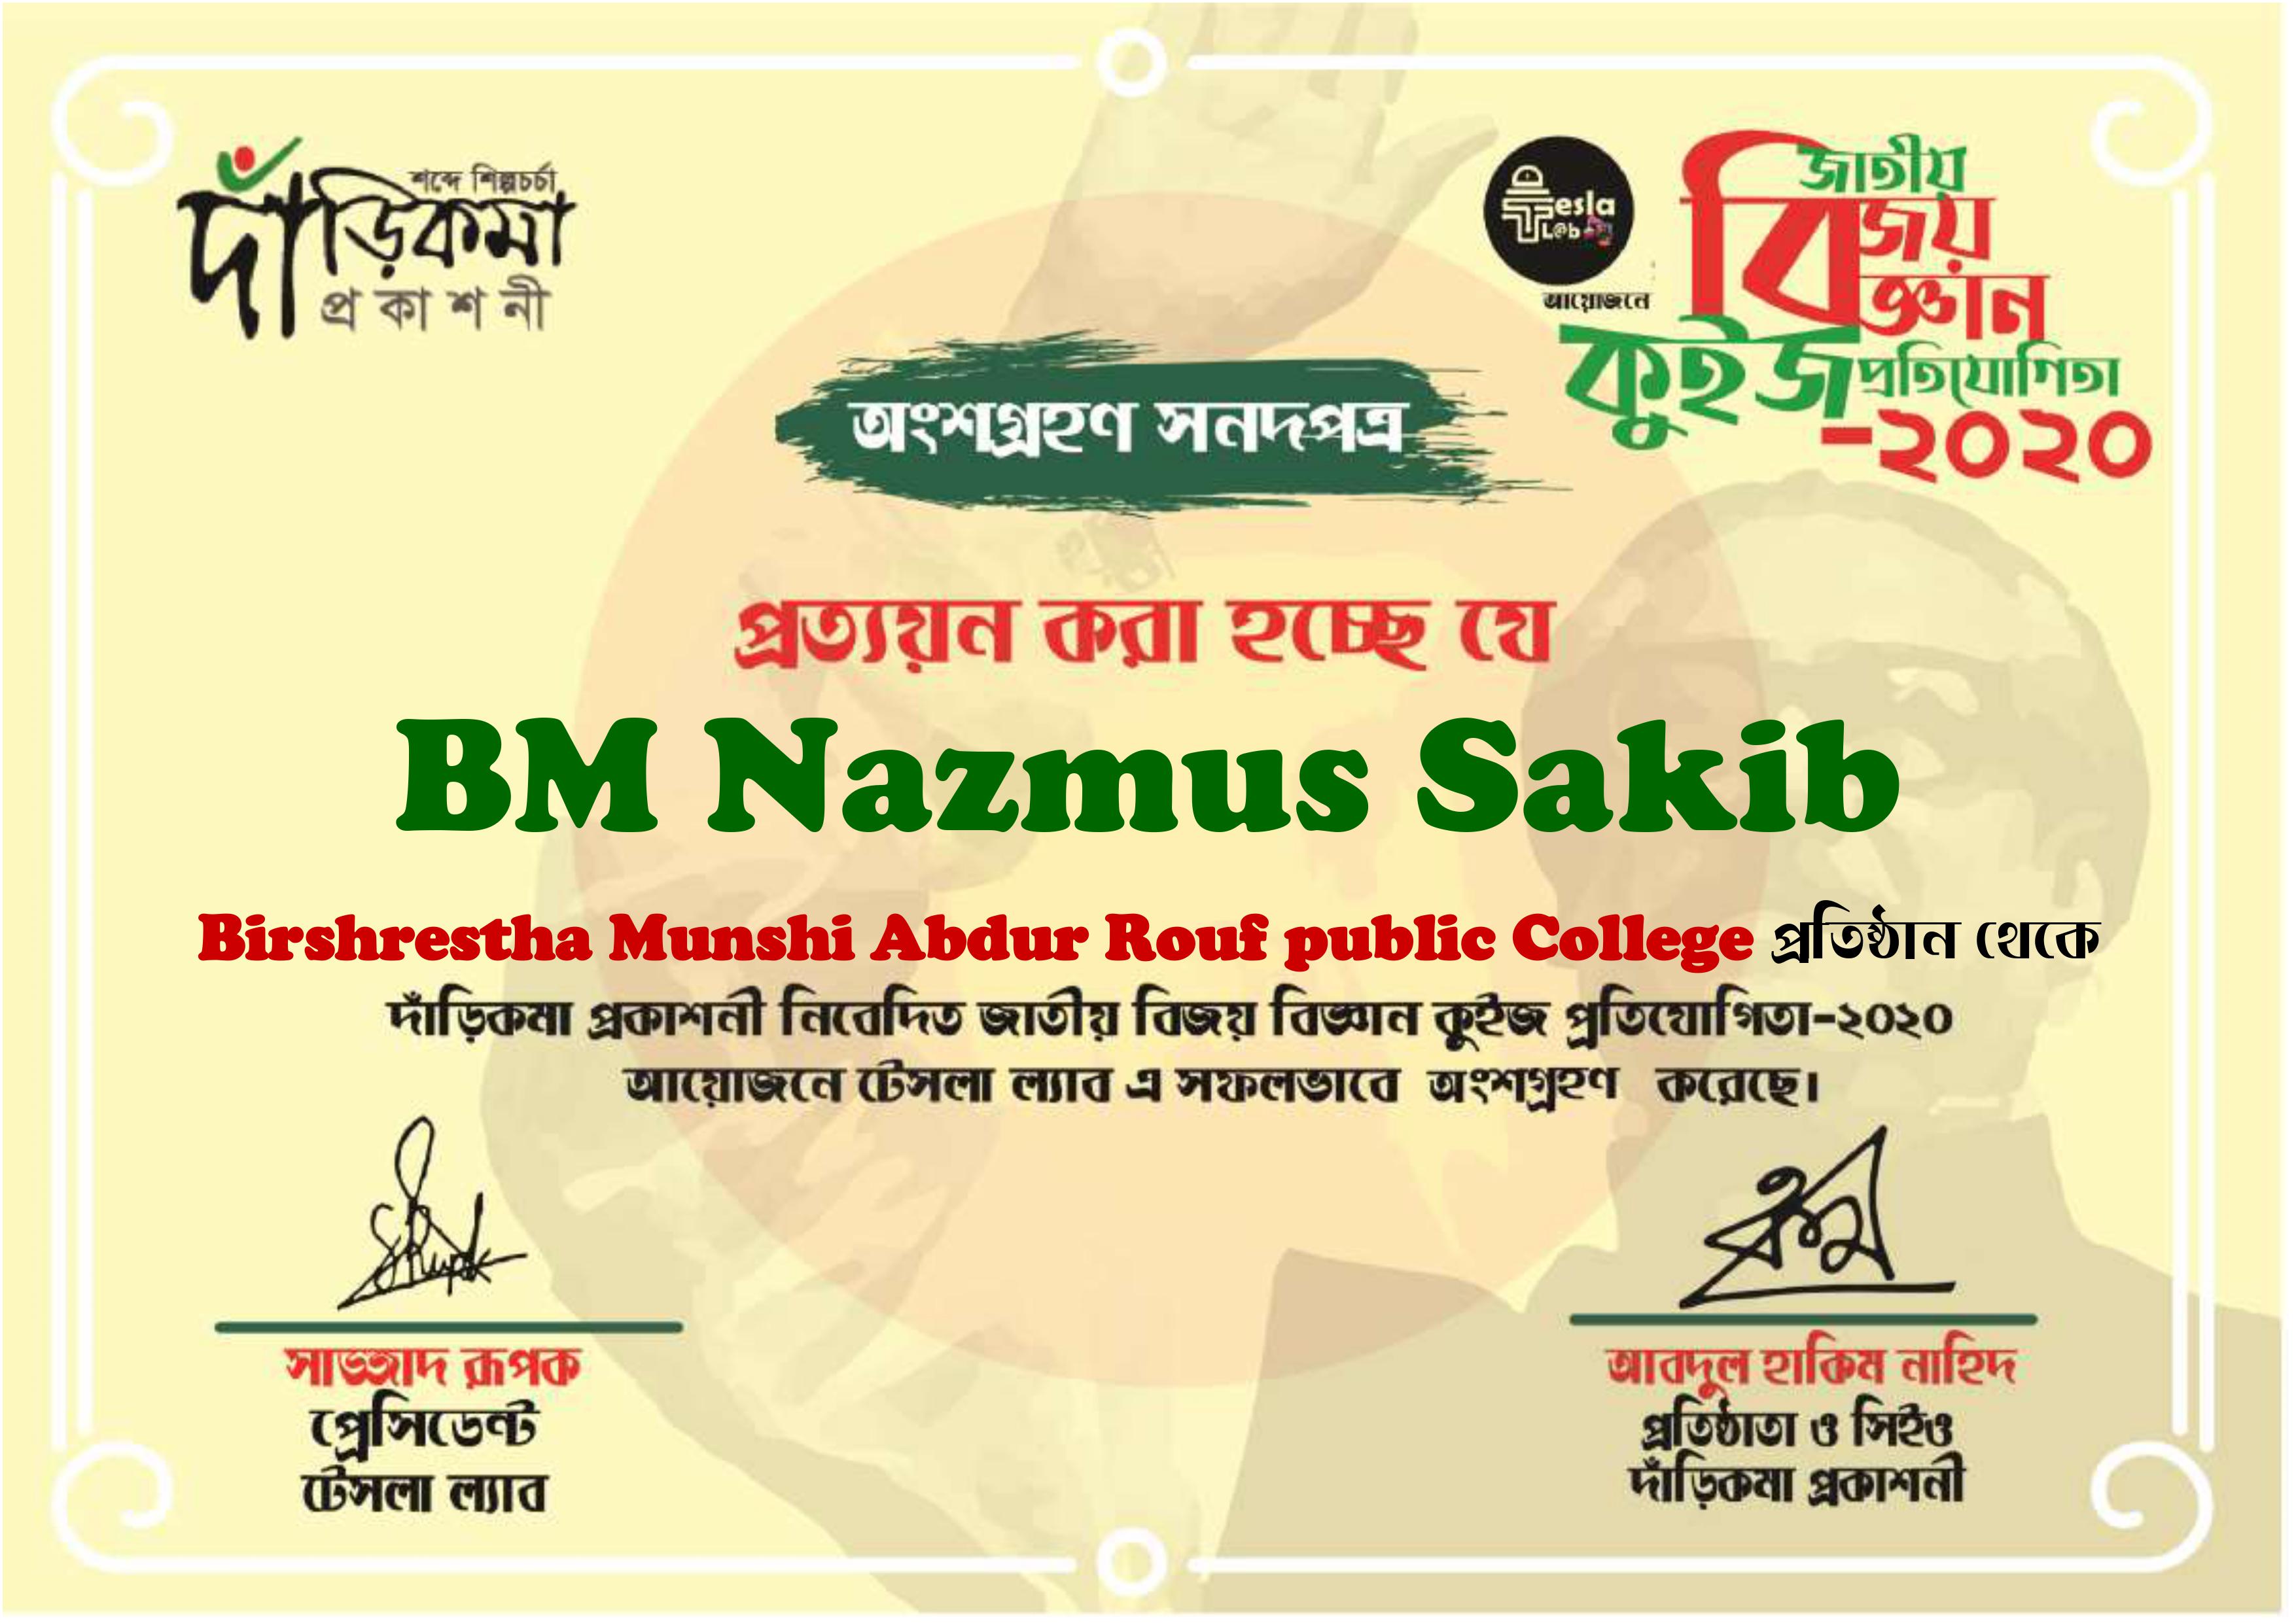 শব্দে শিল্পচর্চা
দাঁড়িকমা
প্রকাশনী
Tesla
L@b
আয়োজনে
জাতীয়
বিজয়
বিজ্ঞান
কুইজ প্রতিযোগিতা
-২০২০
অংশগ্রহণ সনদপত্র
প্রত্যয়ন করা হচ্ছে যে
BM Nazmus Sakib
Birshrestha Munshi Abdur Rouf public College প্রতিষ্ঠান থেকে
দাঁড়িকমা প্রকাশনী নিবেদিত জাতীয় বিজয় বিজ্ঞান কুইজ প্রতিযোগিতা-২০২০
আয়োজনে টেসলা ল্যাব এ সফলভাবে অংশগ্রহণ করেছে।
সাজ্জাদ রূপক
প্রেসিডেন্ট
টেসলা ল্যাব
আবদুল হাকিম নাহিদ
প্রতিষ্ঠাতা ও সিইও
দাঁড়িকমা প্রকাশনী